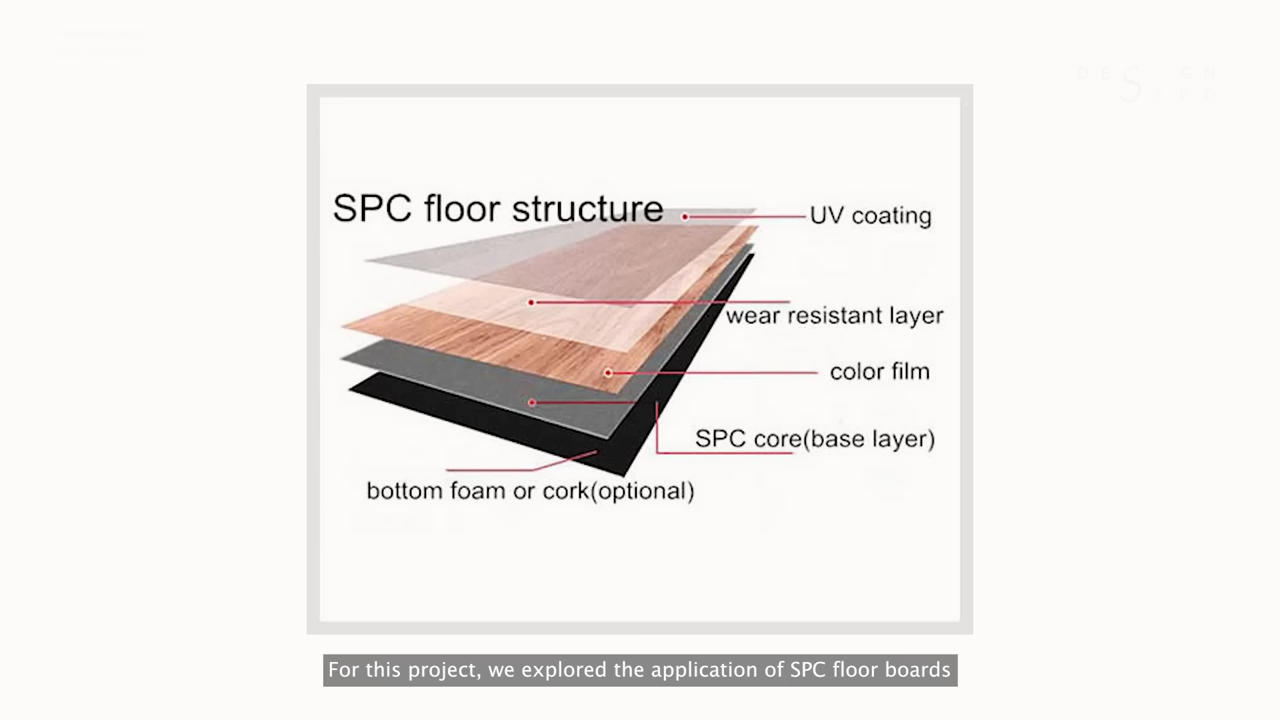 SPC floor structure
UV coating
wear resistant layer
color film
SPC core(base layer)
bottom foam or cork(optional)
For this project, we explored the application of SPC floor boards